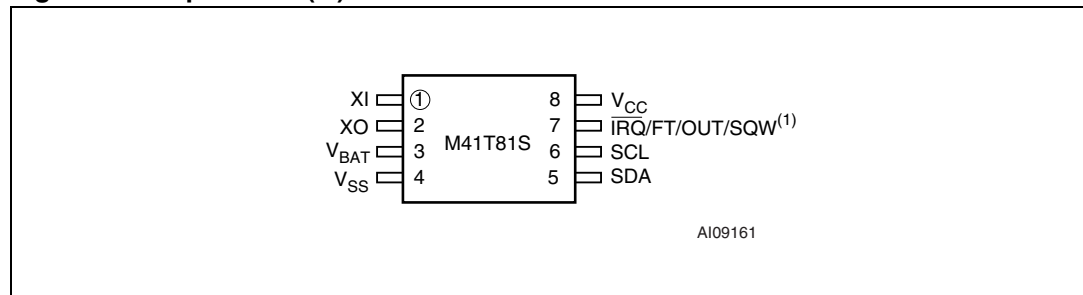 XI 1 8 VCC
XO 2 7 IRQ/FT/OUT/SQW(1)
VBAT 3 M41T81S 6 SCL
VSS 4 5 SDA
AI09161